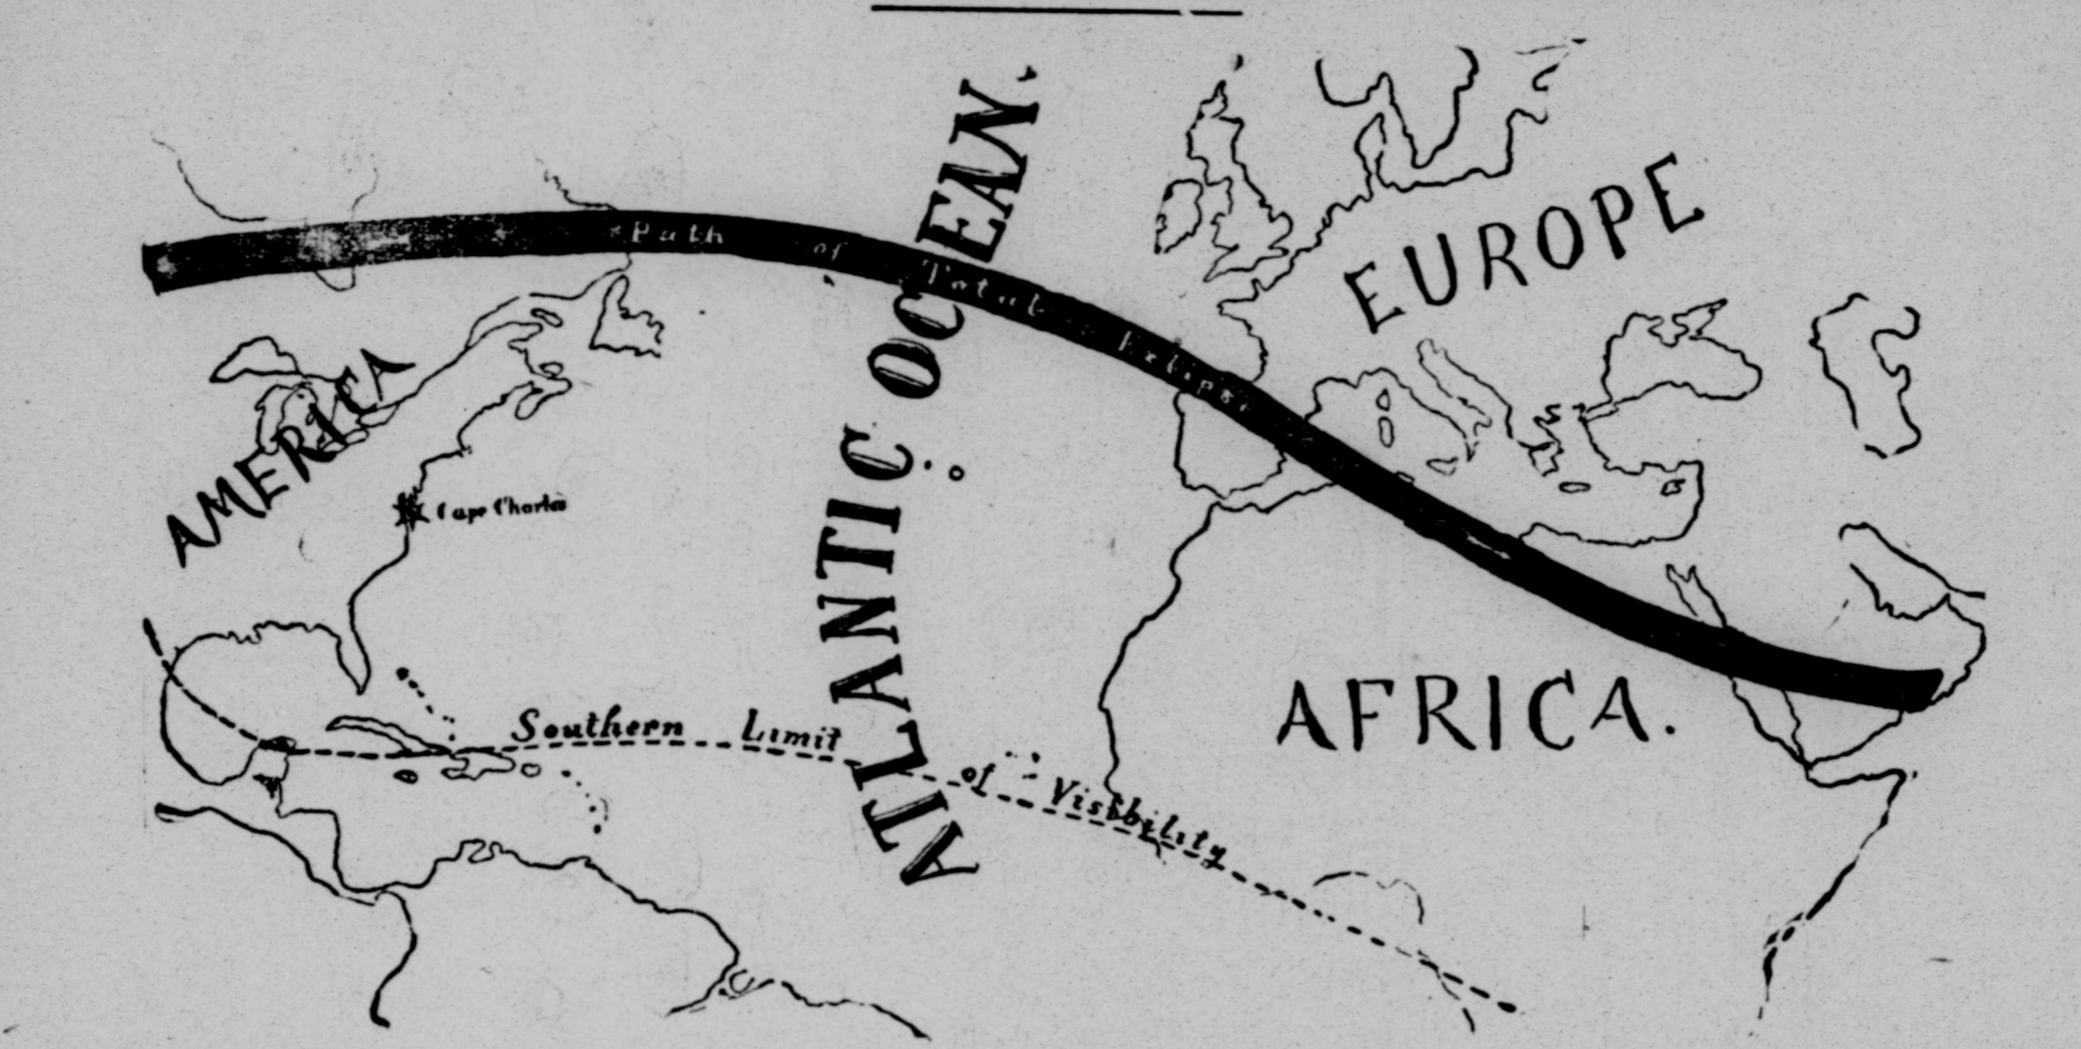 ATLANTIC OCEAN.
EUROPE
Path of Total Eclipse
AMERICA
Cape Charles
AFRICA.
Southern Limit of Visibility